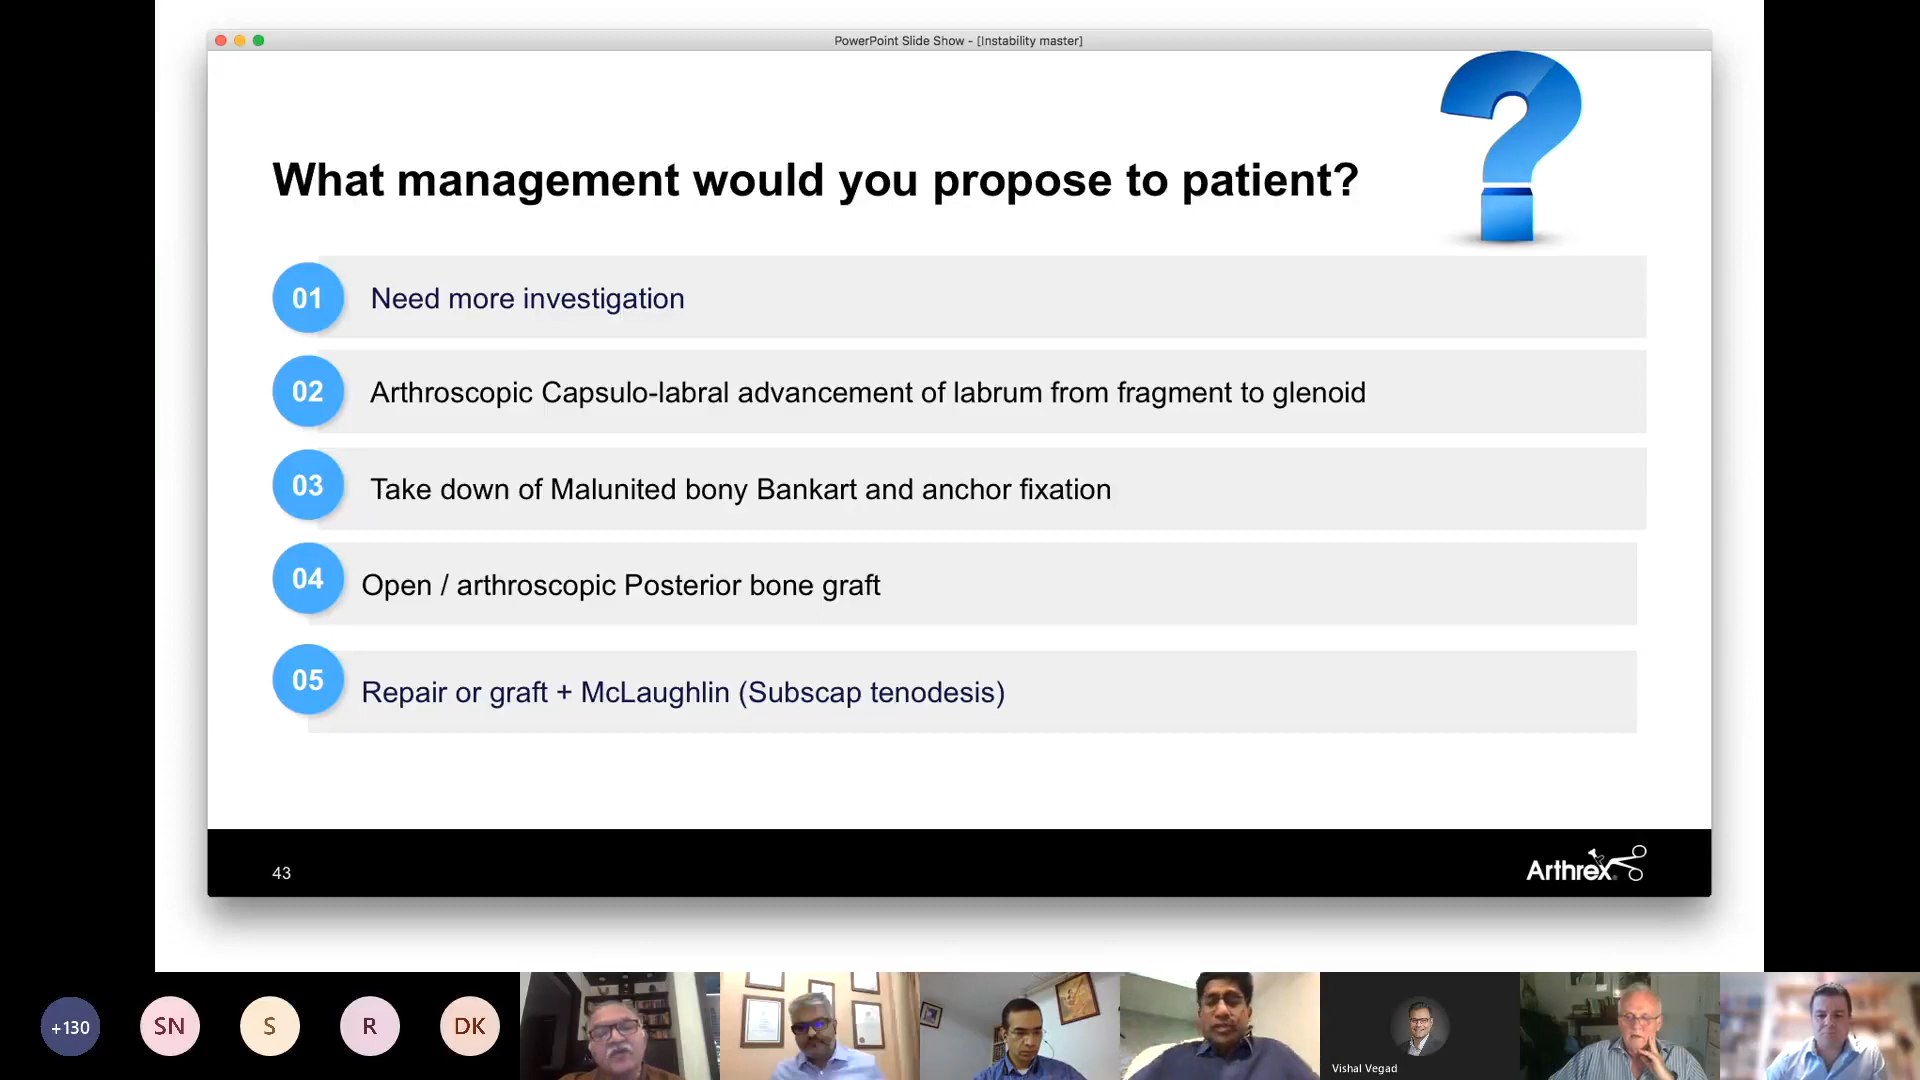 PowerPoint Slide Show - [Instability master]
What management would you propose to patient?
01 Need more investigation
02 Arthroscopic Capsulo-labral advancement of labrum from fragment to glenoid
03 Take down of Malunited bony Bankart and anchor fixation
04 Open / arthroscopic Posterior bone graft
05 Repair or graft + McLaughlin (Subscap tenodesis)
43
Arthrex
+130
SN
S
R
DK
Vishal Vegad